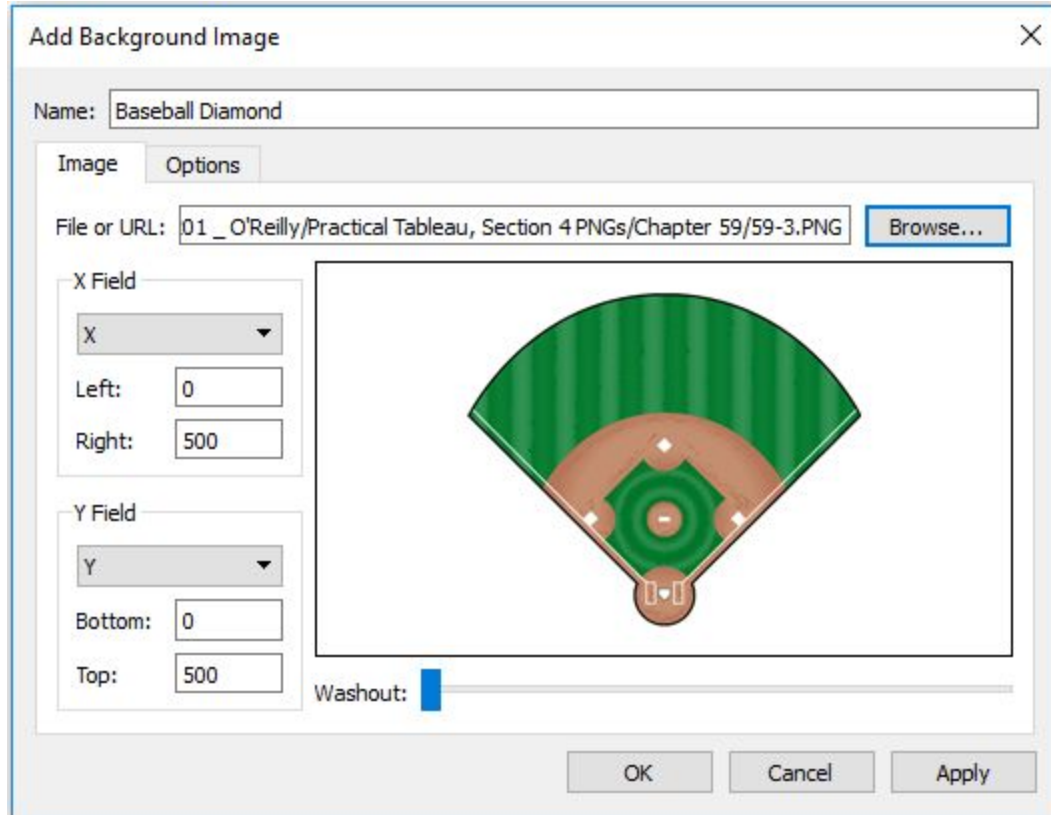 Add Background Image
Name: Baseball Diamond
Image Options
File or URL: 01 _ O'Reilly/Practical Tableau, Section 4 PNGs/Chapter 59/59-3.PNG Browse...
X Field
X
Left: 0
Right: 500
Y Field
Y
Bottom: 0
Top: 500
Washout:
OK Cancel Apply